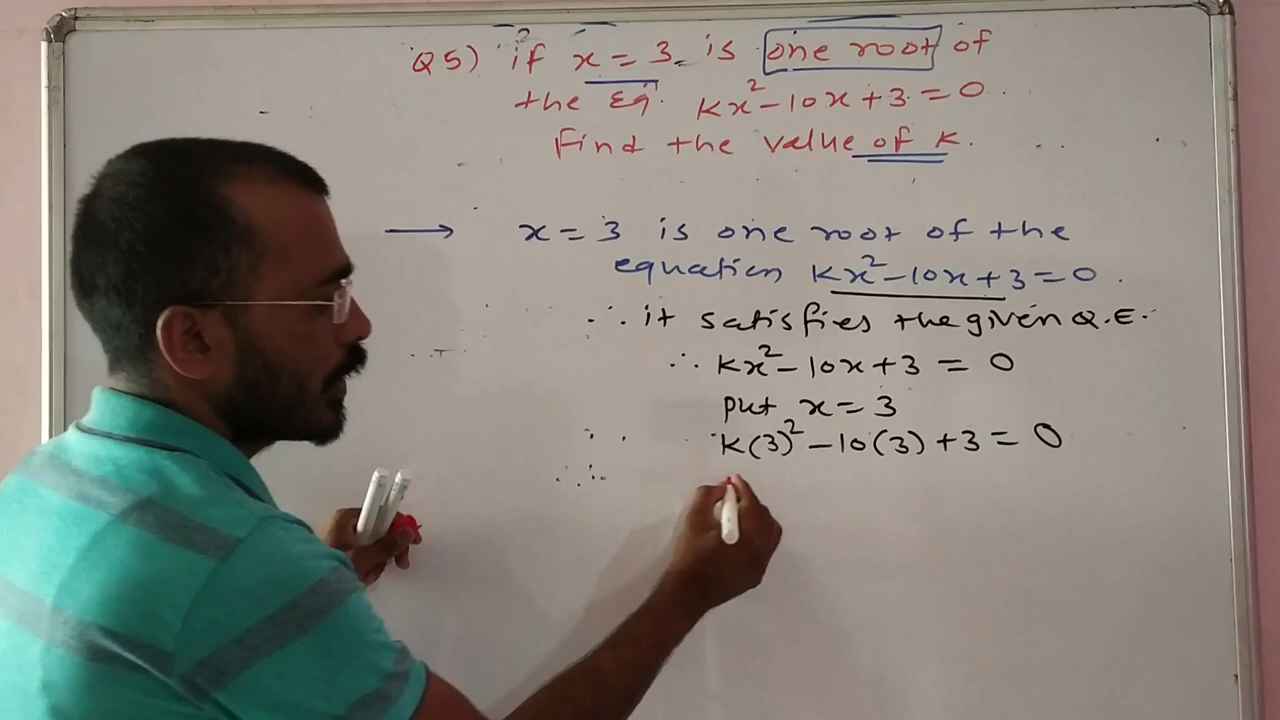 Q5) if x = 3 is one root of
the Eq. kx² - 10x + 3 = 0
Find the value of k.
→ x = 3 is one root of the
equation kx² - 10x + 3 = 0.
∴ it satisfies the given Q.E.
∴ kx² - 10x + 3 = 0
put x = 3
∴ k(3)² - 10(3) + 3 = 0
∴